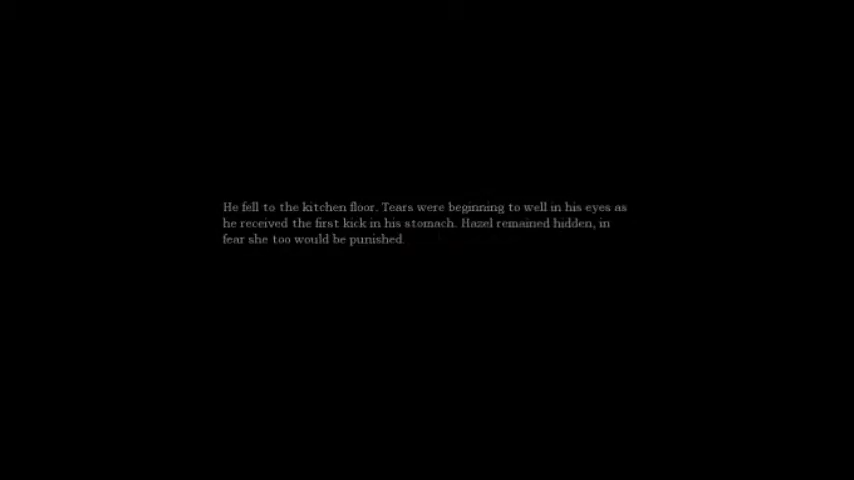 He fell to the kitchen floor. Tears were beginning to well in his eyes as
he received the first kick in his stomach. Hazel remained hidden, in
fear she too would be punished.